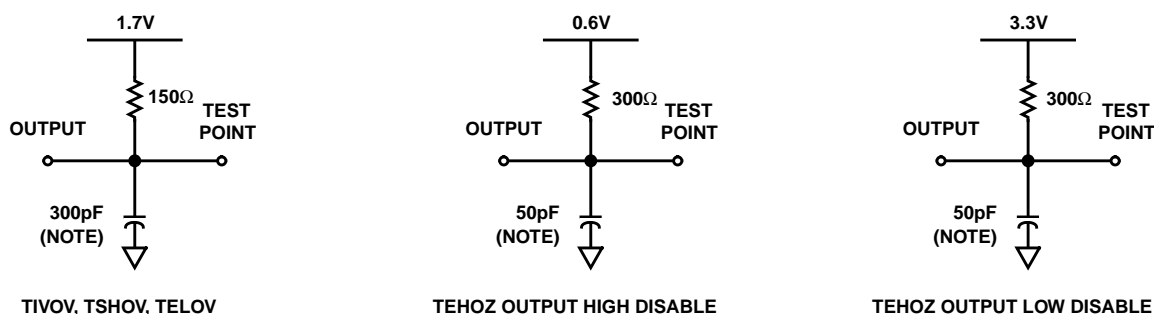 1.7V
150Ω
OUTPUT
TEST
POINT
300pF
(NOTE)
TIVOV, TSHOV, TELOV
0.6V
300Ω
OUTPUT
TEST
POINT
50pF
(NOTE)
TEHOZ OUTPUT HIGH DISABLE
3.3V
300Ω
OUTPUT
TEST
POINT
50pF
(NOTE)
TEHOZ OUTPUT LOW DISABLE